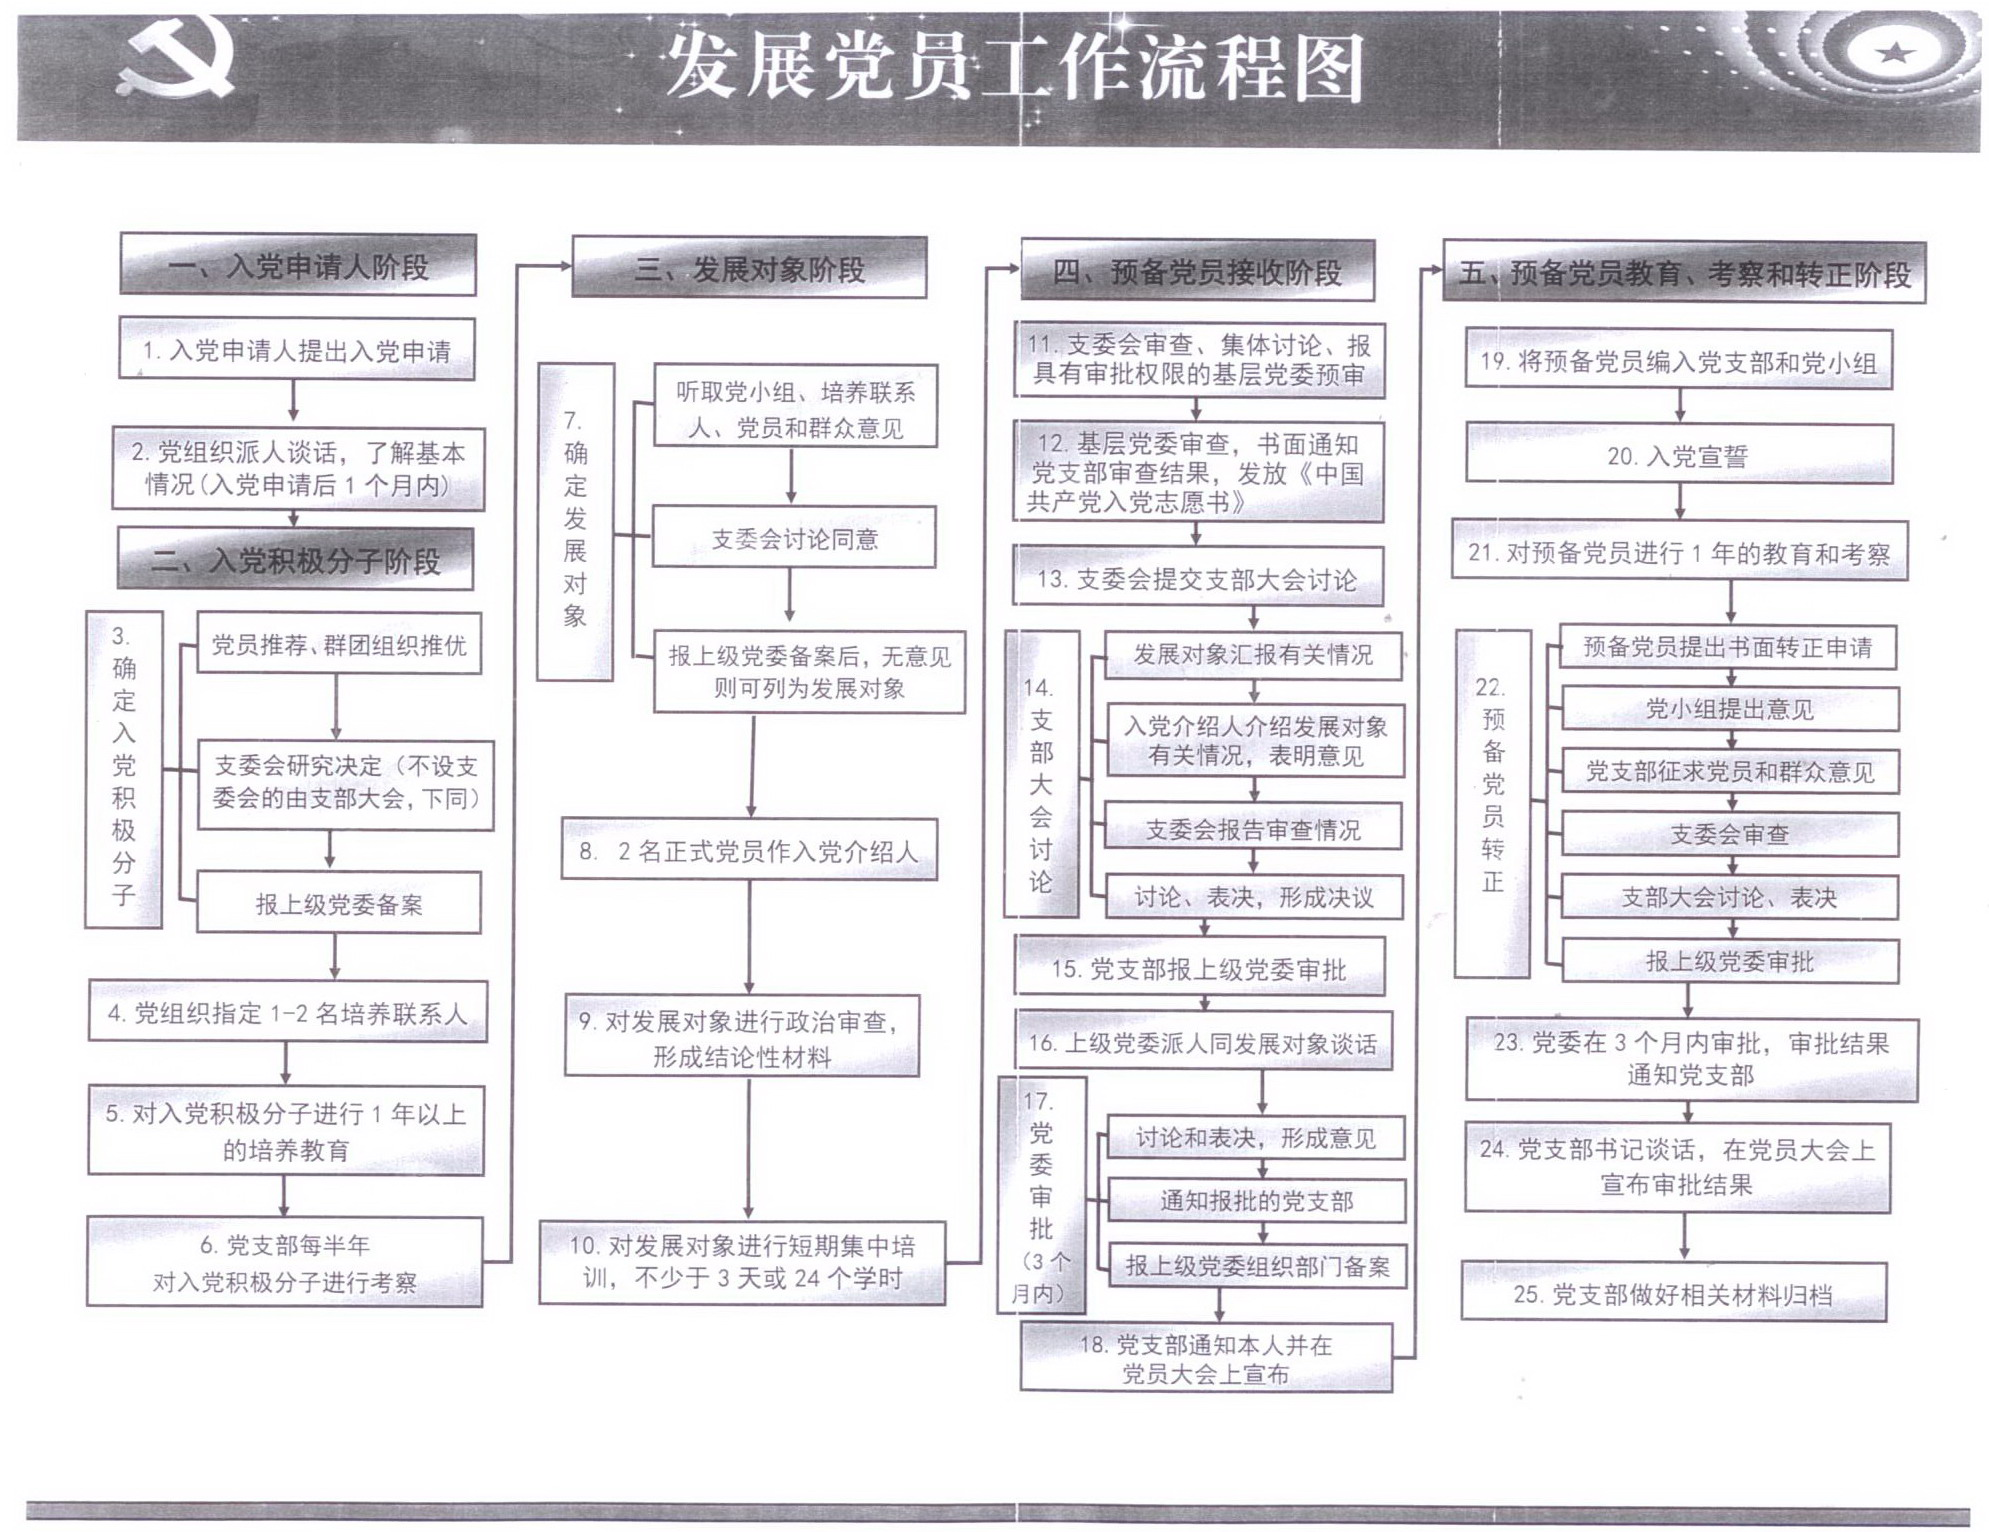 发展党员工作流程图
一、入党申请人阶段
1. 入党申请人提出入党申请
2. 党组织派人谈话，了解基本
情况(入党申请后1个月内)
二、入党积极分子阶段
3.
确
定
入
党
积
极
分
子
党员推荐、群团组织推优
支委会研究决定（不设支
委会的由支部大会，下同）
报上级党委备案
4. 党组织指定1-2名培养联系人
5. 对入党积极分子进行1年以上
的培养教育
6. 党支部每半年
对入党积极分子进行考察
三、发展对象阶段
7.
确
定
发
展
对
象
听取党小组、培养联系
人、党员和群众意见
支委会讨论同意
报上级党委备案后，无意见
则可列为发展对象
8. 2名正式党员作入党介绍人
9. 对发展对象进行政治审查，
形成结论性材料
10. 对发展对象进行短期集中培
训，不少于3天或24个学时
四、预备党员接收阶段
11. 支委会审查、集体讨论、报
具有审批权限的基层党委预审
12. 基层党委审查，书面通知
党支部审查结果，发放《中国
共产党入党志愿书》
13. 支委会提交支部大会讨论
14.
支
部
大
会
讨
论
发展对象汇报有关情况
入党介绍人介绍发展对象
有关情况，表明意见
支委会报告审查情况
讨论、表决，形成决议
15. 党支部报上级党委审批
16. 上级党委派人同发展对象谈话
17.
党
委
审
批
（3个
月内）
讨论和表决，形成意见
通知报批的党支部
报上级党委组织部门备案
18. 党支部通知本人并在
党员大会上宣布
五、预备党员教育、考察和转正阶段
19. 将预备党员编入党支部和党小组
20. 入党宣誓
21. 对预备党员进行1年的教育和考察
22.
预
备
党
员
转
正
预备党员提出书面转正申请
党小组提出意见
党支部征求党员和群众意见
支委会审查
支部大会讨论、表决
报上级党委审批
23. 党委在3个月内审批，审批结果
通知党支部
24. 党支部书记谈话，在党员大会上
宣布审批结果
25. 党支部做好相关材料归档